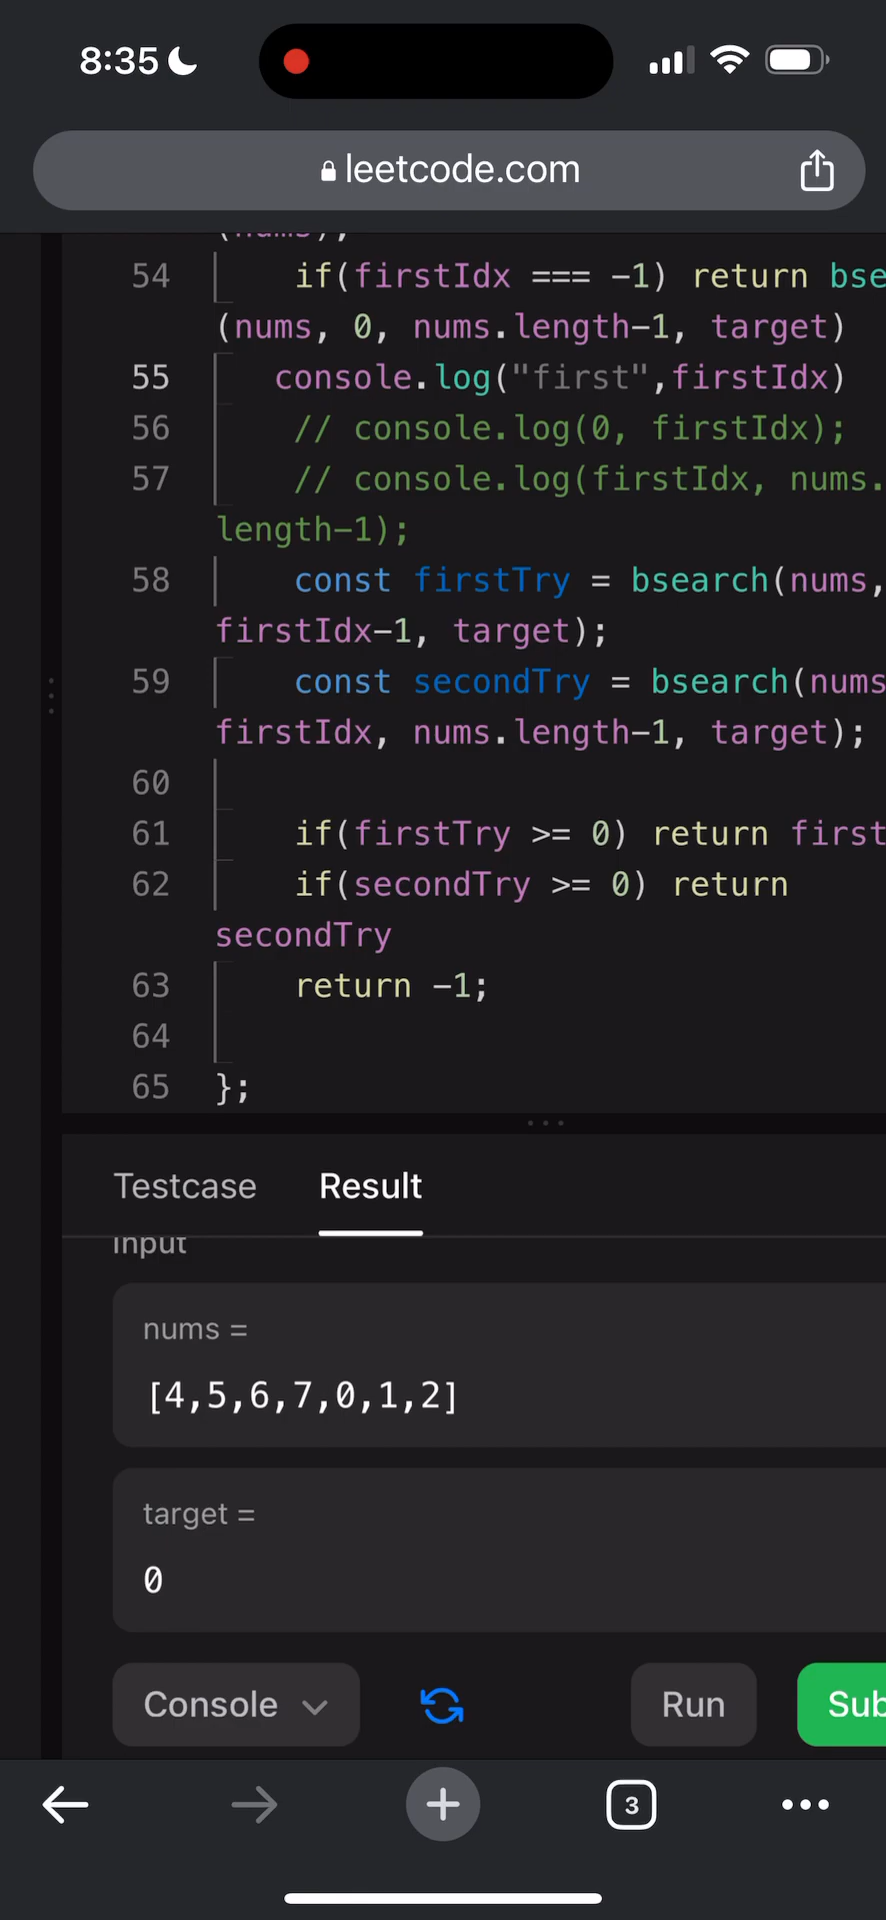 8:35
leetcode.com
(nums);
54 if(firstIdx === -1) return bse
(nums, 0, nums.length-1, target)
55 console.log("first",firstIdx)
56 // console.log(0, firstIdx);
57 // console.log(firstIdx, nums.
length-1);
58 const firstTry = bsearch(nums,
firstIdx-1, target);
59 const secondTry = bsearch(nums
firstIdx, nums.length-1, target);
60
61 if(firstTry >= 0) return first
62 if(secondTry >= 0) return
secondTry
63 return -1;
64
65 };
Testcase Result
Input
nums =
[4,5,6,7,0,1,2]
target =
0
Console Run Sub
3